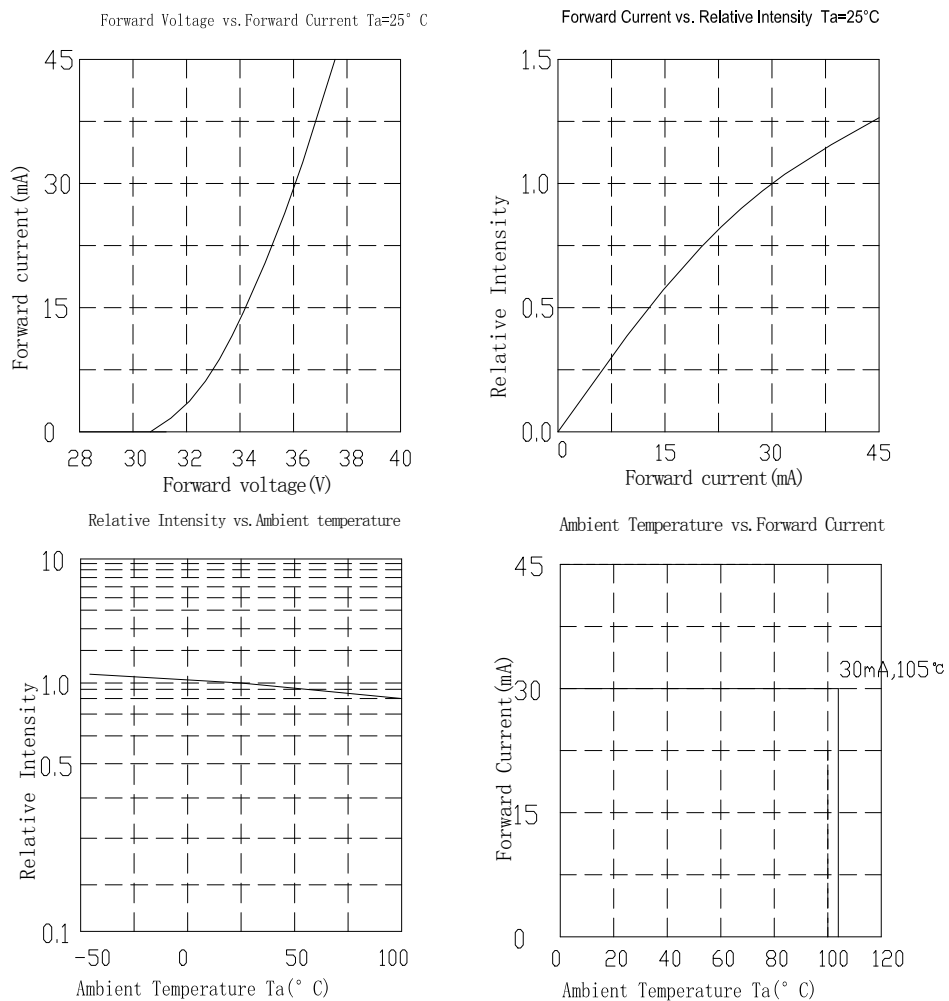 Forward Voltage vs.Forward Current Ta=25° C
45
30
15
0
28 30 32 34 36 38 40
Forward current(mA)
Forward voltage(V)
Forward Current vs. Relative Intensity Ta=25°C
1.5
1.0
0.5
0.0
0 15 30 45
Relative Intensity
Forward current(mA)
Relative Intensity vs.Ambient temperature
10
1.0
0.5
0.1
-50 0 50 100
Relative Intensity
Ambient Temperature Ta(° C)
Ambient Temperature vs.Forward Current
45
30
15
0
0 20 40 60 80 100 120
30mA,105℃
Forward Current(mA)
Ambient Temperature Ta(° C)